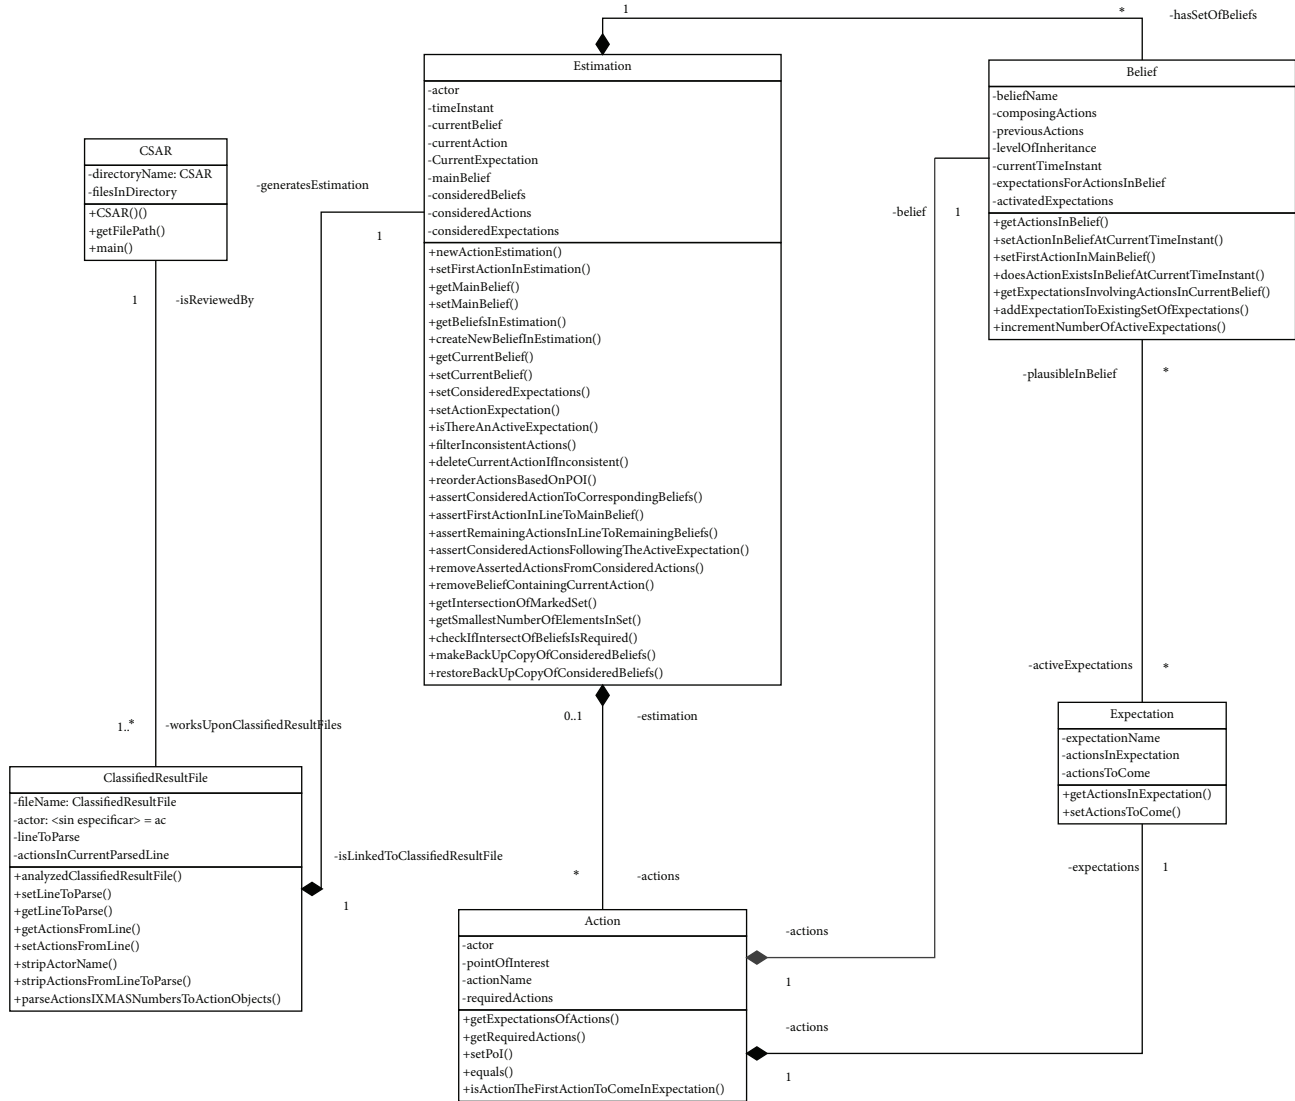 1
*
-hasSetOfBeliefs
Estimation
-actor
-timeInstant
-currentBelief
-currentAction
-CurrentExpectation
-mainBelief
-consideredBeliefs
-consideredActions
-consideredExpectations
+newActionEstimation()
+setFirstActionInEstimation()
+getMainBelief()
+setMainBelief()
+getBeliefsInEstimation()
+createNewBeliefInEstimation()
+getCurrentBelief()
+setCurrentBelief()
+setConsideredExpectations()
+setActionExpectation()
+isThereAnActiveExpectation()
+filterInconsistentActions()
+deleteCurrentActionIfInconsistent()
+reorderActionsBasedOnPOI()
+assertConsideredActionToCorrespondingBeliefs()
+assertFirstActionInLineToMainBelief()
+assertRemainingActionsInLineToRemainingBeliefs()
+assertConsideredActionsFollowingTheActiveExpectation()
+removeAssertedActionsFromConsideredActions()
+removeBeliefContainingCurrentAction()
+getIntersectionOfMarkedSet()
+getSmallestNumberOfElementsInSet()
+checkIfIntersectOfBeliefsIsRequired()
+makeBackUpCopyOfConsideredBeliefs()
+restoreBackUpCopyOfConsideredBeliefs()
Belief
-beliefName
-composingActions
-previousActions
-levelOfInheritance
-currentTimeInstant
-expectationsForActionsInBelief
-activatedExpectations
+getActionsInBelief()
+setActionInBeliefAtCurrentTimeInstant()
+setFirstActionInMainBelief()
+doesActionExistsInBeliefAtCurrentTimeInstant()
+getExpectationsInvolvingActionsInCurrentBelief()
+addExpectationToExistingSetOfExpectations()
+incrementNumberOfActiveExpectations()
CSAR
-directoryName: CSAR
-filesInDirectory
+CSAR()()
+getFilePath()
+main()
-generatesEstimation
1
-belief
1
1
-isReviewedBy
-plausibleInBelief
*
-activeExpectations
*
0..1
-estimation
1..*
-worksUponClassifiedResultFiles
Expectation
-expectationName
-actionsInExpectation
-actionsToCome
+getActionsInExpectation()
+setActionsToCome()
ClassifiedResultFile
-fileName: ClassifiedResultFile
-actor: <sin especificar> = ac
-lineToParse
-actionsInCurrentParsedLine
+analyzedClassifiedResultFile()
+setLineToParse()
+getLineToParse()
+getActionsFromLine()
+setActionsFromLine()
+stripActorName()
+stripActionsFromLineToParse()
+parseActionsIXMASNumbersToActionObjects()
-isLinkedToClassifiedResultFile
1
*
-actions
-expectations
1
Action
-actor
-pointOfInterest
-actionName
-requiredActions
+getExpectationsOfActions()
+getRequiredActions()
+setPoI()
+equals()
+isActionTheFirstActionToComeInExpectation()
-actions
1
-actions
1